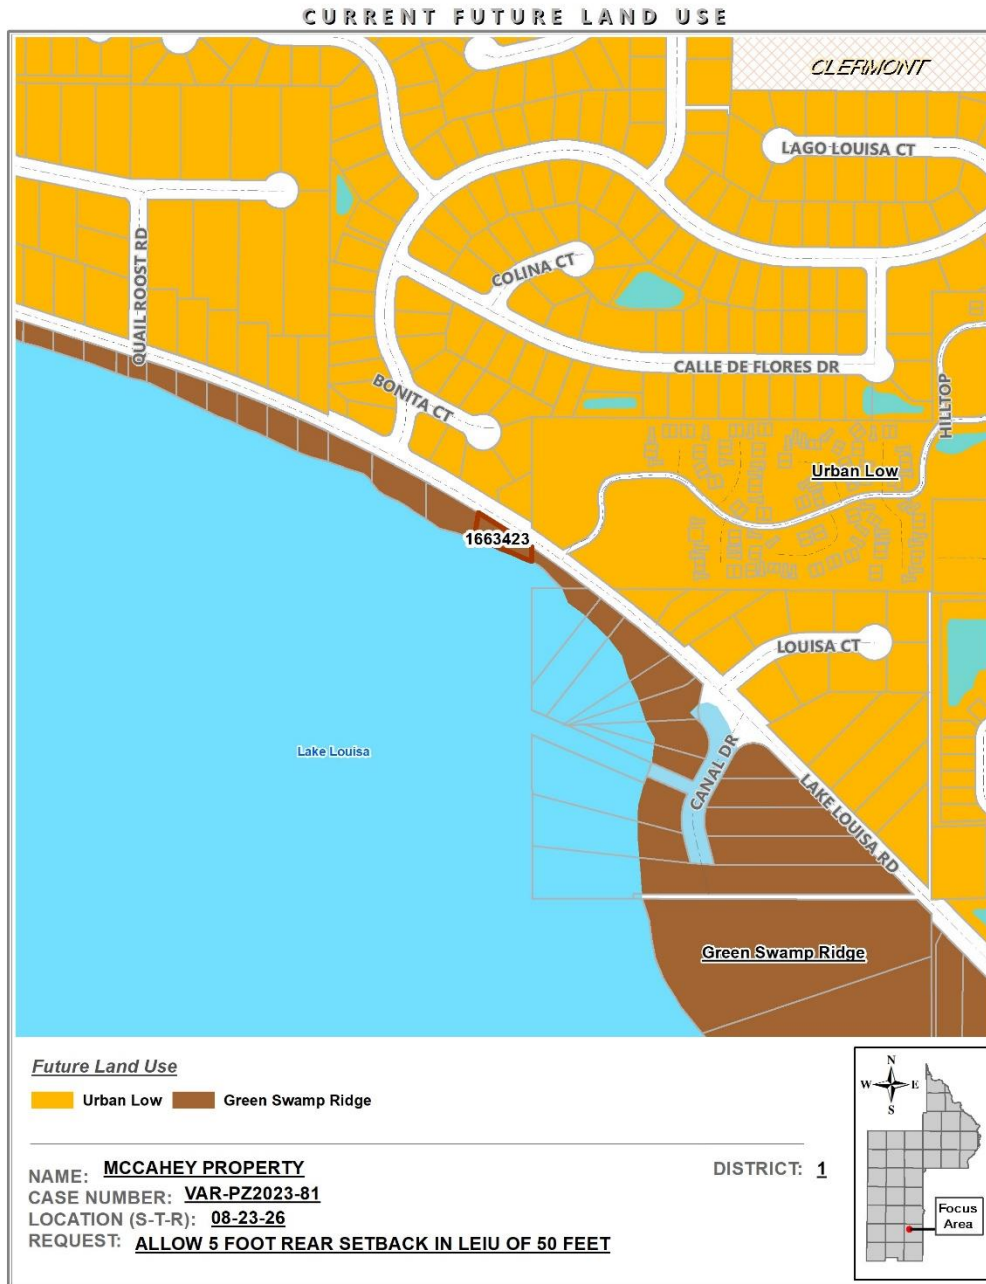 CURRENT FUTURE LAND USE
CLERMONT
LAGO LOUISA CT
QUAIL ROOST RD
COLINA CT
CALLE DE FLORES DR
BONITA CT
HILLTOP
Urban Low
1663423
LOUISA CT
Lake Louisa
CANAL DR
LAKE LOUISA RD
Green Swamp Ridge
Future Land Use
Urban Low
Green Swamp Ridge
N
W E
S
NAME: MCCAHEY PROPERTY
DISTRICT: 1
CASE NUMBER: VAR-PZ2023-81
LOCATION (S-T-R): 08-23-26
REQUEST: ALLOW 5 FOOT REAR SETBACK IN LEIU OF 50 FEET
Focus
Area